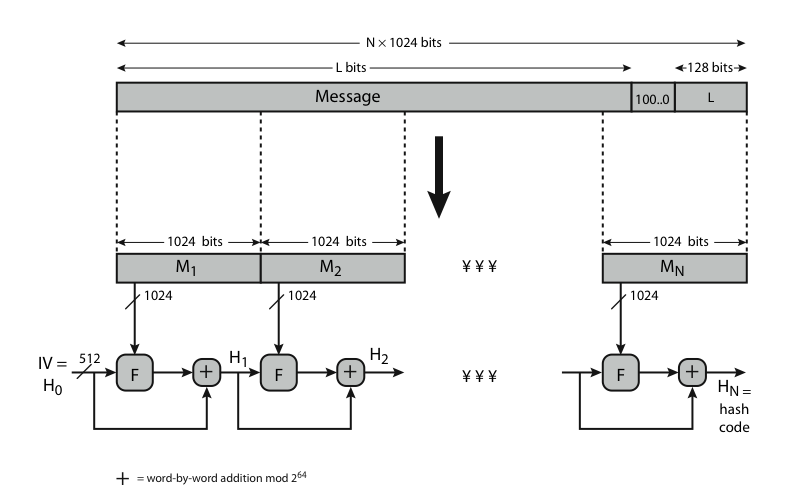 N × 1024 bits
L bits
128 bits
Message
100..0
L
1024 bits
1024 bits
1024 bits
M1
M2
¥ ¥ ¥
MN
1024
1024
1024
IV =
H0
512
F
+
H1
F
+
H2
¥ ¥ ¥
F
+
HN =
hash
code
+ = word-by-word addition mod 2^64